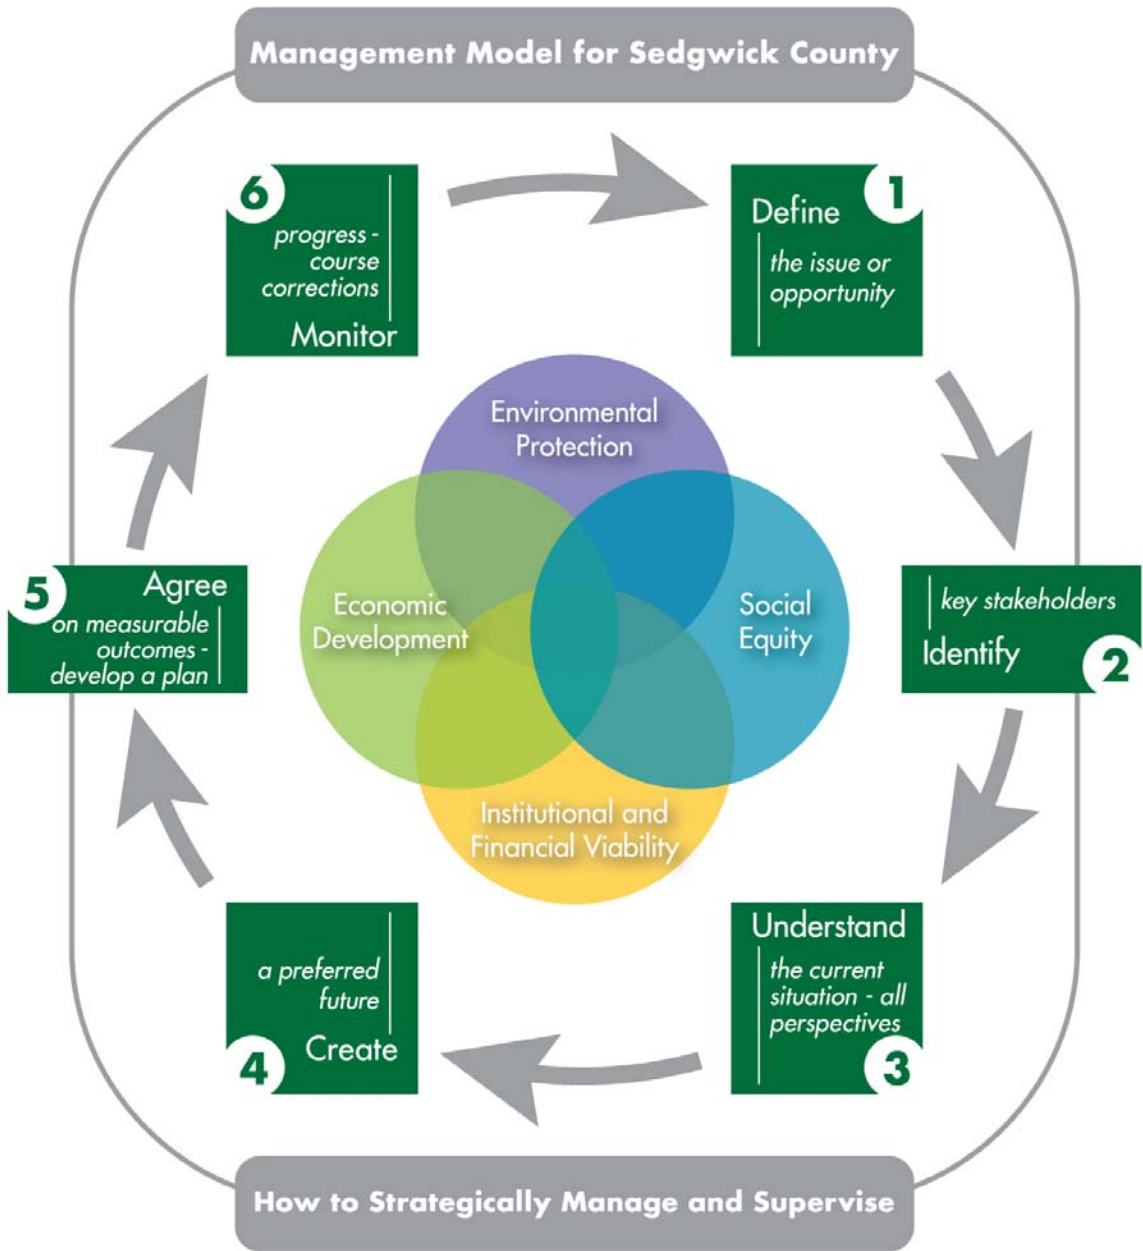 Management Model for Sedgwick County
1
Define
the issue or
opportunity
key stakeholders
Identify
2
Understand
the current
situation - all
perspectives
3
a preferred
future
Create
4
5
Agree
on measurable
outcomes -
develop a plan
6
progress -
course
corrections
Monitor
Environmental
Protection
Economic
Development
Social
Equity
Institutional and
Financial Viability
How to Strategically Manage and Supervise